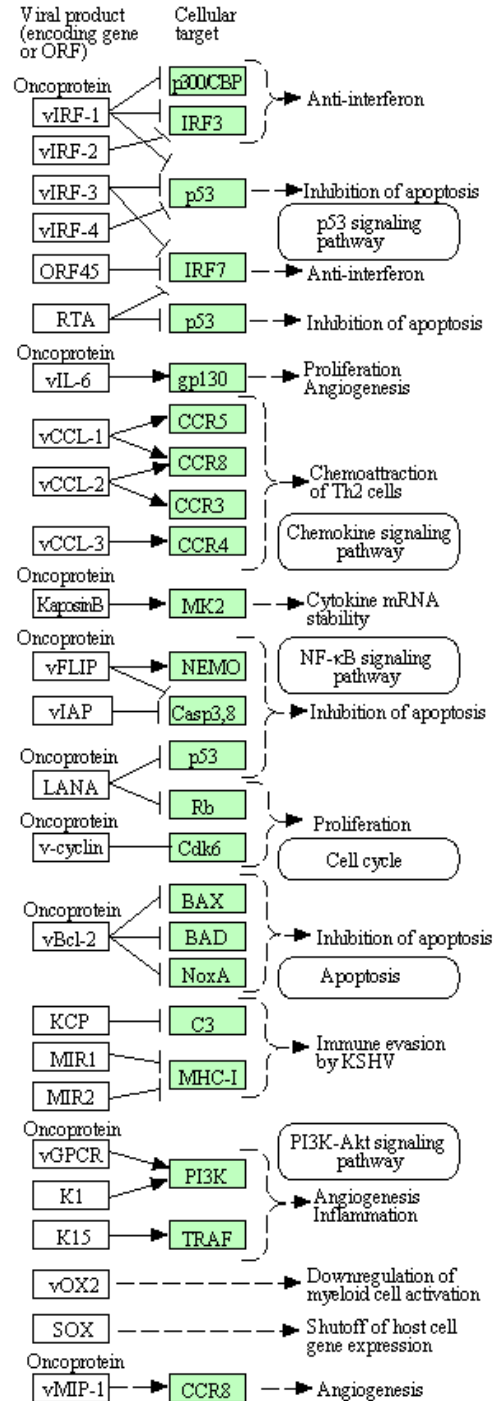 Viral product Cellular
(encoding gene target
or ORF)
Oncoprotein
p300/CBP
vIRF-1
IRF3
Anti-interferon
vIRF-2
vIRF-3
p53
Inhibition of apoptosis
vIRF-4
p53 signaling
pathway
ORF45
IRF7
Anti-interferon
RTA
p53
Inhibition of apoptosis
Oncoprotein
vIL-6
gp130
Proliferation
Angiogenesis
vCCL-1
CCR5
CCR8
vCCL-2
CCR3
Chemoattraction
of Th2 cells
vCCL-3
CCR4
Chemokine signaling
pathway
Oncoprotein
KaposinB
MK2
Cytokine mRNA
stability
Oncoprotein
vFLIP
NEMO
NF-κB signaling
pathway
vIAP
Casp3,8
Inhibition of apoptosis
Oncoprotein
LANA
p53
Rb
Oncoprotein
v-cyclin
Cdk6
Proliferation
Cell cycle
Oncoprotein
vBcl-2
BAX
BAD
NoxA
Inhibition of apoptosis
Apoptosis
KCP
C3
MIR1
MHC-I
MIR2
Immune evasion
by KSHV
Oncoprotein
vGPCR
PI3K
PI3K-Akt signaling
pathway
K1
Angiogenesis
Inflammation
K15
TRAF
vOX2
Downregulation of
myeloid cell activation
SOX
Shutoff of host cell
gene expression
Oncoprotein
vMIP-1
CCR8
Angiogenesis